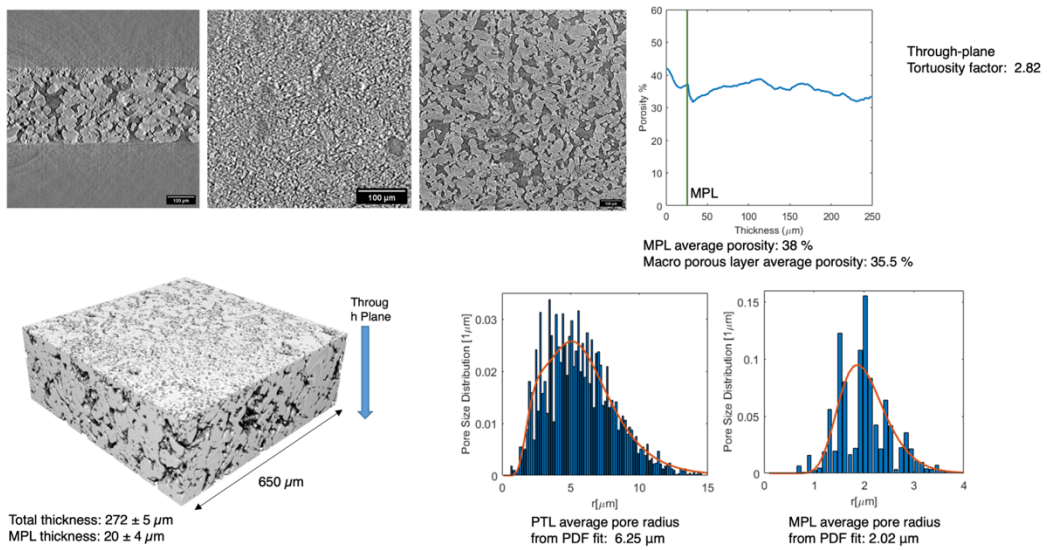 100 µm
100 µm
100 µm
60
50
40
30
20
10
0
Porosity %
0
50
100
150
200
250
Thickness (μm)
MPL
Through-plane
Tortuosity factor: 2.82
MPL average porosity: 38 %
Macro porous layer average porosity: 35.5 %
Throug
h Plane
650 µm
Total thickness: 272 ± 5 µm
MPL thickness: 20 ± 4 µm
Pore Size Distribution [1μm]
0.03
0.02
0.01
0
0
5
10
15
r[μm]
PTL average pore radius
from PDF fit: 6.25 µm
Pore Size Distribution [1μm]
0.15
0.1
0.05
0
0
1
2
3
4
r[μm]
MPL average pore radius
from PDF fit: 2.02 µm